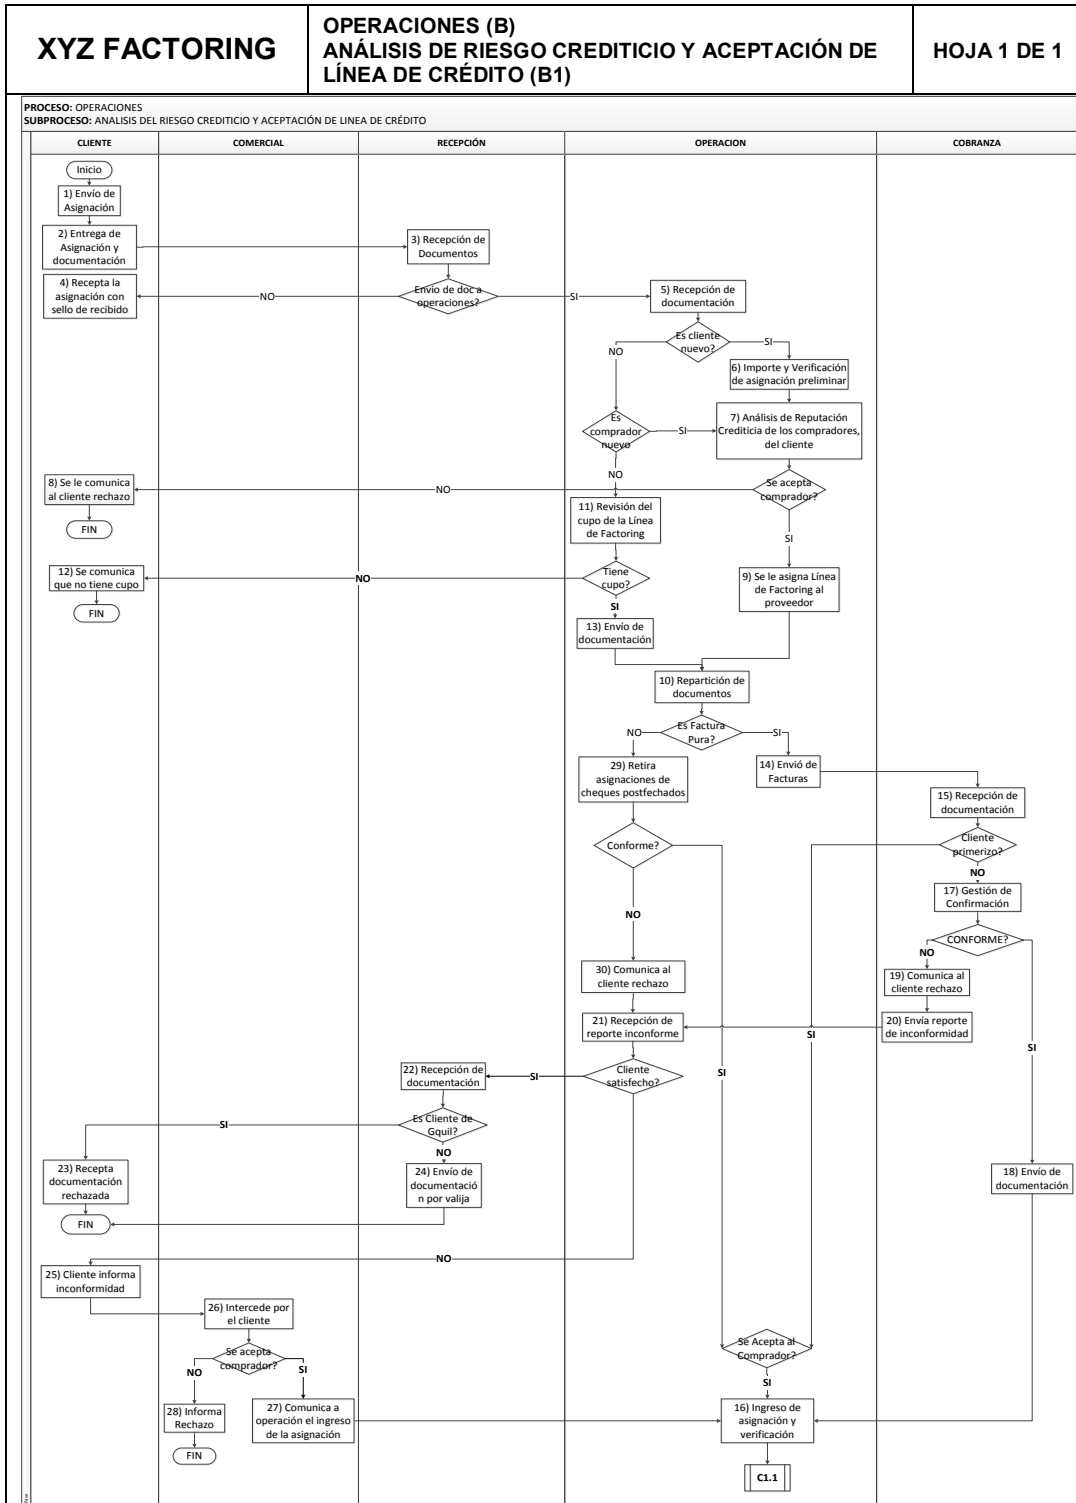 XYZ FACTORING
OPERACIONES (B)
ANÁLISIS DE RIESGO CREDITICIO Y ACEPTACIÓN DE
LÍNEA DE CRÉDITO (B1)
HOJA 1 DE 1
PROCESO: OPERACIONES
SUBPROCESO: ANALISIS DEL RIESGO CREDITICIO Y ACEPTACIÓN DE LINEA DE CRÉDITO
CLIENTE
COMERCIAL
RECEPCIÓN
OPERACION
COBRANZA
Inicio
1) Envío de
Asignación
2) Entrega de
Asignación y
documentación
3) Recepción de
Documentos
4) Recepta la
asignación con
sello de recibido
NO
Envio de doc a
operaciones?
SI
5) Recepción de
documentación
Es cliente
nuevo?
SI
NO
6) Importe y Verificación
de asignación preliminar
Es
comprador
nuevo
SI
7) Análisis de Reputación
Crediticia de los compradores,
del cliente
NO
8) Se le comunica
al cliente rechazo
NO
Se acepta
comprador?
FIN
11) Revisión del
cupo de la Línea
de Factoring
SI
12) Se comunica
que no tiene cupo
NO
Tiene
cupo?
9) Se le asigna Línea
de Factoring al
proveedor
FIN
SI
13) Envío de
documentación
10) Repartición de
documentos
Es Factura
Pura?
NO
SI
29) Retira
asignaciones de
cheques postfechados
14) Envió de
Facturas
15) Recepción de
documentación
Conforme?
Cliente
primerizo?
NO
17) Gestión de
Confirmación
NO
CONFORME?
NO
30) Comunica al
cliente rechazo
19) Comunica al
cliente rechazo
21) Recepción de
reporte inconforme
20) Envía reporte
de inconformidad
SI
SI
22) Recepción de
documentación
SI
Cliente
satisfecho?
SI
Es Cliente de
Gquil?
SI
NO
23) Recepta
documentación
rechazada
24) Envío de
documentació
n por valija
18) Envío de
documentación
FIN
NO
25) Cliente informa
inconformidad
26) Intercede por
el cliente
Se acepta
comprador?
NO
SI
Se Acepta al
Comprador?
SI
28) Informa
Rechazo
27) Comunica a
operación el ingreso
de la asignación
16) Ingreso de
asignación y
verificación
FIN
C1.1